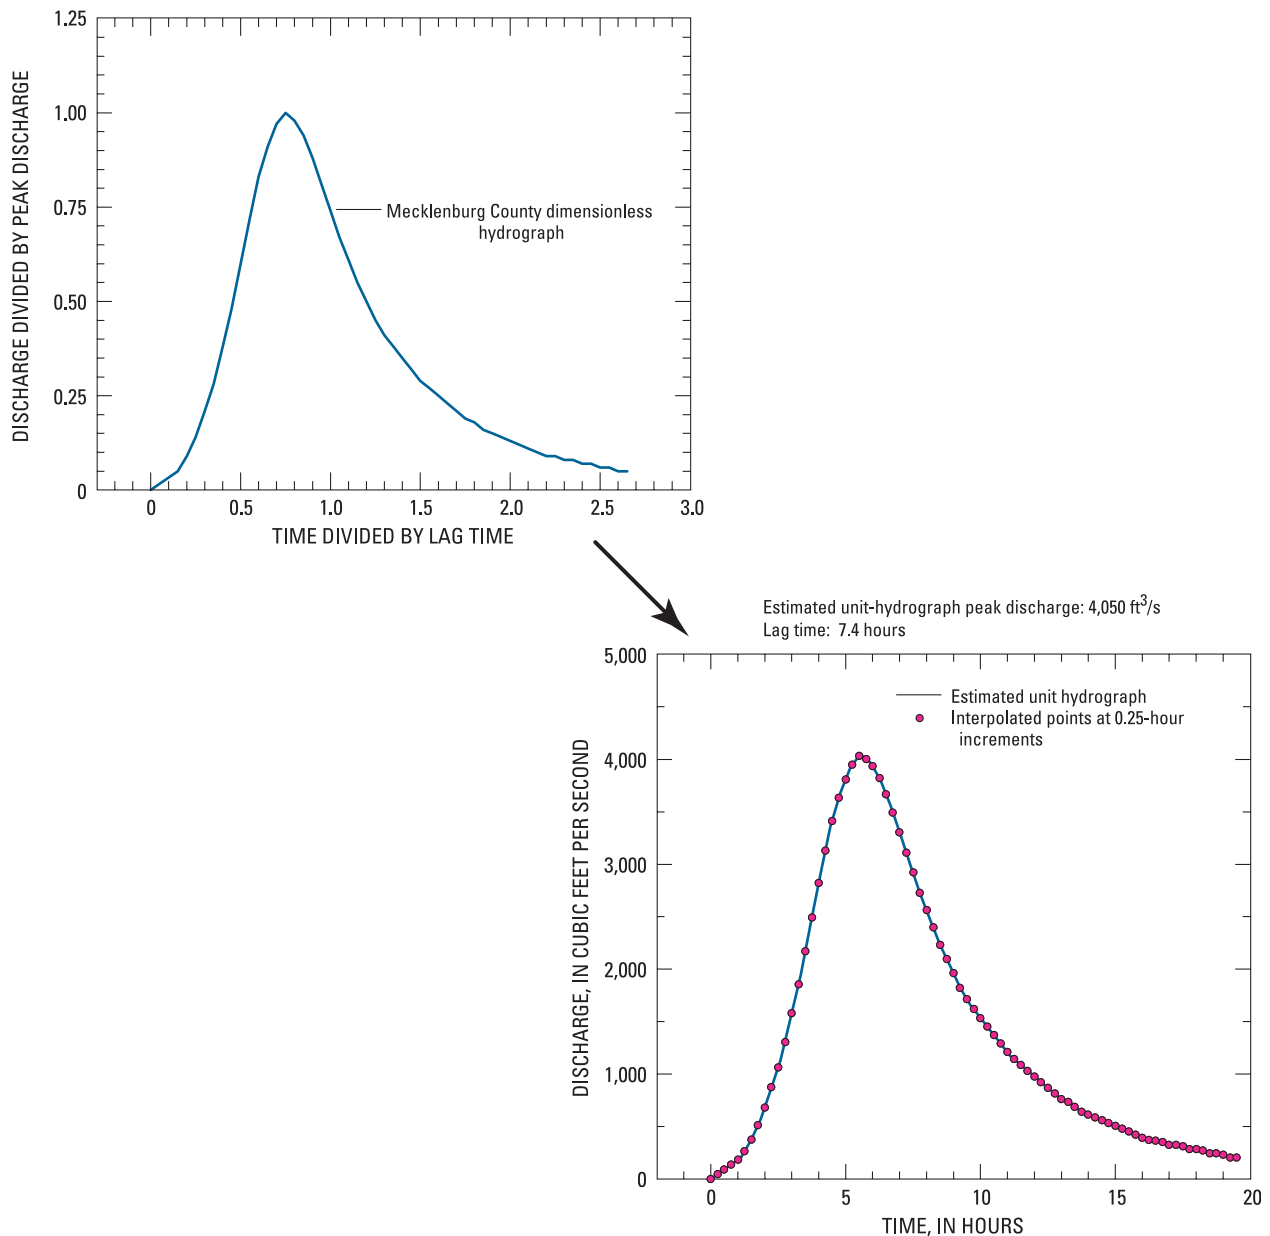 1.25
1.00
0.75
0.50
0.25
0
DISCHARGE DIVIDED BY PEAK DISCHARGE
Mecklenburg County dimensionless
hydrograph
0 0.5 1.0 1.5 2.0 2.5 3.0
TIME DIVIDED BY LAG TIME
Estimated unit-hydrograph peak discharge: 4,050 ft³/s
Lag time: 7.4 hours
5,000
4,000
3,000
2,000
1,000
0
DISCHARGE, IN CUBIC FEET PER SECOND
Estimated unit hydrograph
Interpolated points at 0.25-hour
increments
0 5 10 15 20
TIME, IN HOURS